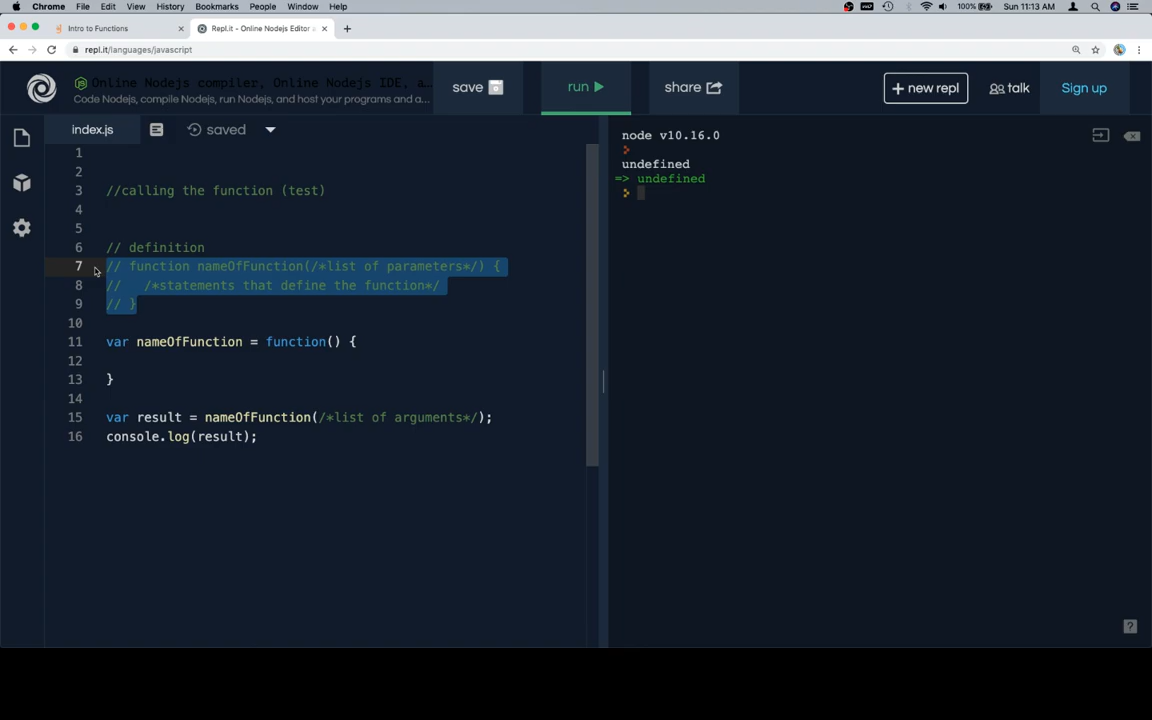 Chrome File Edit View History Bookmarks People Window Help 100% Sun 11:13 AM
Intro to Functions Repl.it - Online Nodejs Editor a
repl.it/languages/javascript
Online Nodejs compiler, Online Nodejs IDE, a...
Code Nodejs, compile Nodejs, run Nodejs, and host your programs and a...
save run share + new repl talk Sign up
index.js saved
1
2
3 //calling the function (test)
4
5
6 // definition
7 // function nameOfFunction(/*list of parameters*/) {
8 //   /*statements that define the function*/
9 // }
10
11 var nameOfFunction = function() {
12
13 }
14
15 var result = nameOfFunction(/*list of arguments*/);
16 console.log(result);
node v10.16.0
undefined
=> undefined
?